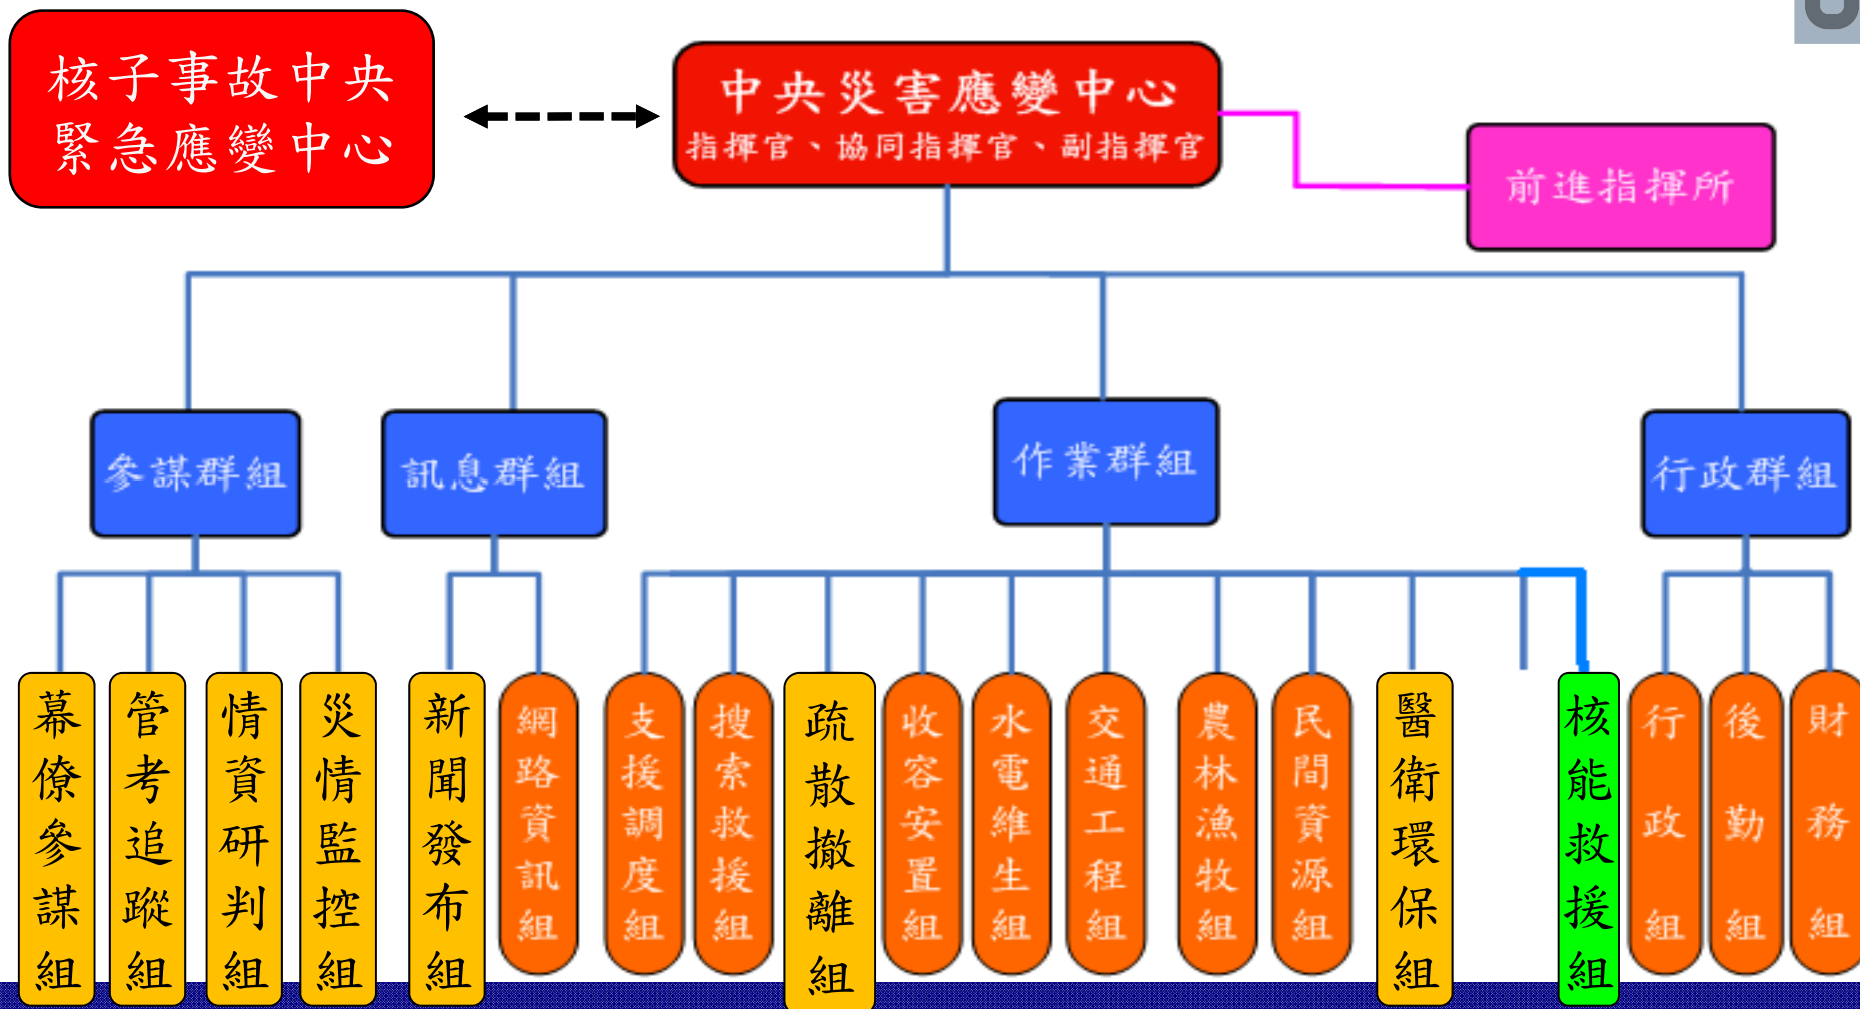 核子事故中央
緊急應變中心
中央災害應變中心
指揮官、協同指揮官、副指揮官
前進指揮所
參謀群組
訊息群組
作業群組
行政群組
幕僚參謀組
管考追蹤組
情資研判組
災情監控組
新聞發布組
網路資訊組
支援調度組
搜索救援組
疏散撤離組
收容安置組
水電維生組
交通工程組
農林漁牧組
民間資源組
醫衛環保組
核能救援組
行政組
後勤組
財務組